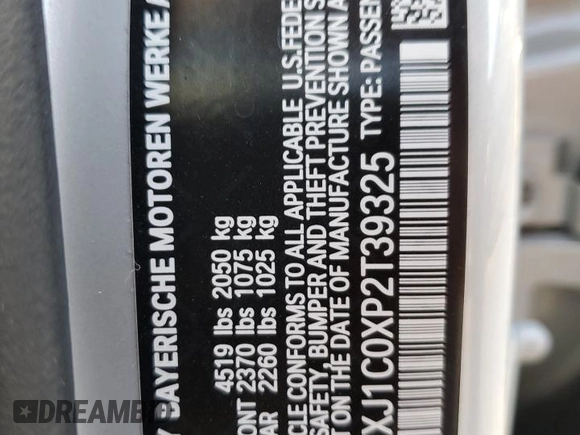 Y BAYERISCHE MOTOREN WERKE A
4519 lbs 2050 kg
ONT 2370 lbs 1075 kg
AR 2260 lbs 1025 kg
CLE CONFORMS TO ALL APPLICABLE U.S. FEDE
SAFETY, BUMPER AND THEFT PREVENTION S
T ON THE DATE OF MANUFACTURE SHOWN A
XJ1C0XP2T39325 TYPE: PASSEN
DREAMBID